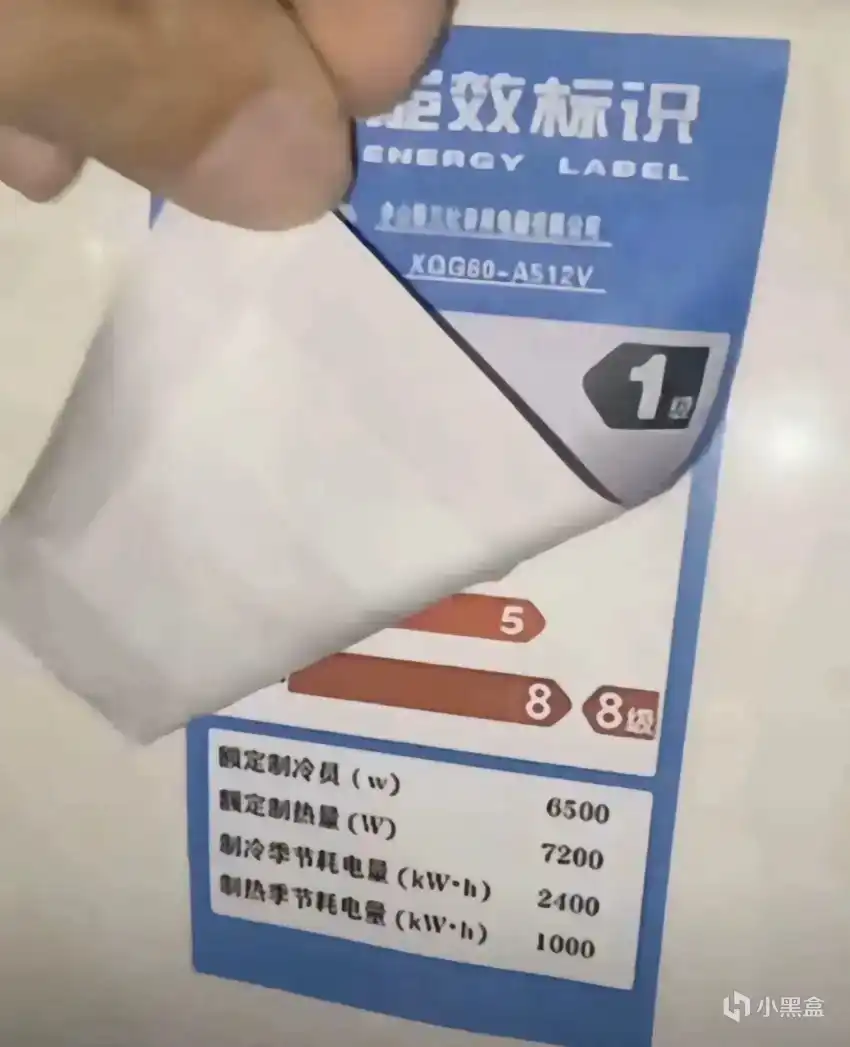 能效标识
ENERGY LABEL
XQG60-A512V
1级
5
8
8级
额定制冷员(w) 6500
额定制热量(W) 7200
制冷季节耗电量(kW·h) 2400
制热季节耗电量(kW·h) 1000
小黑盒